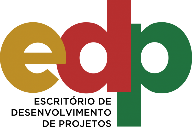 edp
ESCRITÓRIO DE
DESENVOLVIMENTO
DE PROJETOS